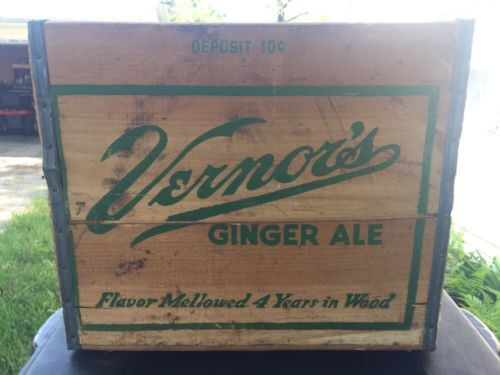 DEPOSIT 10¢
Vernor's
GINGER ALE
Flavor Mellowed 4 Years in Wood